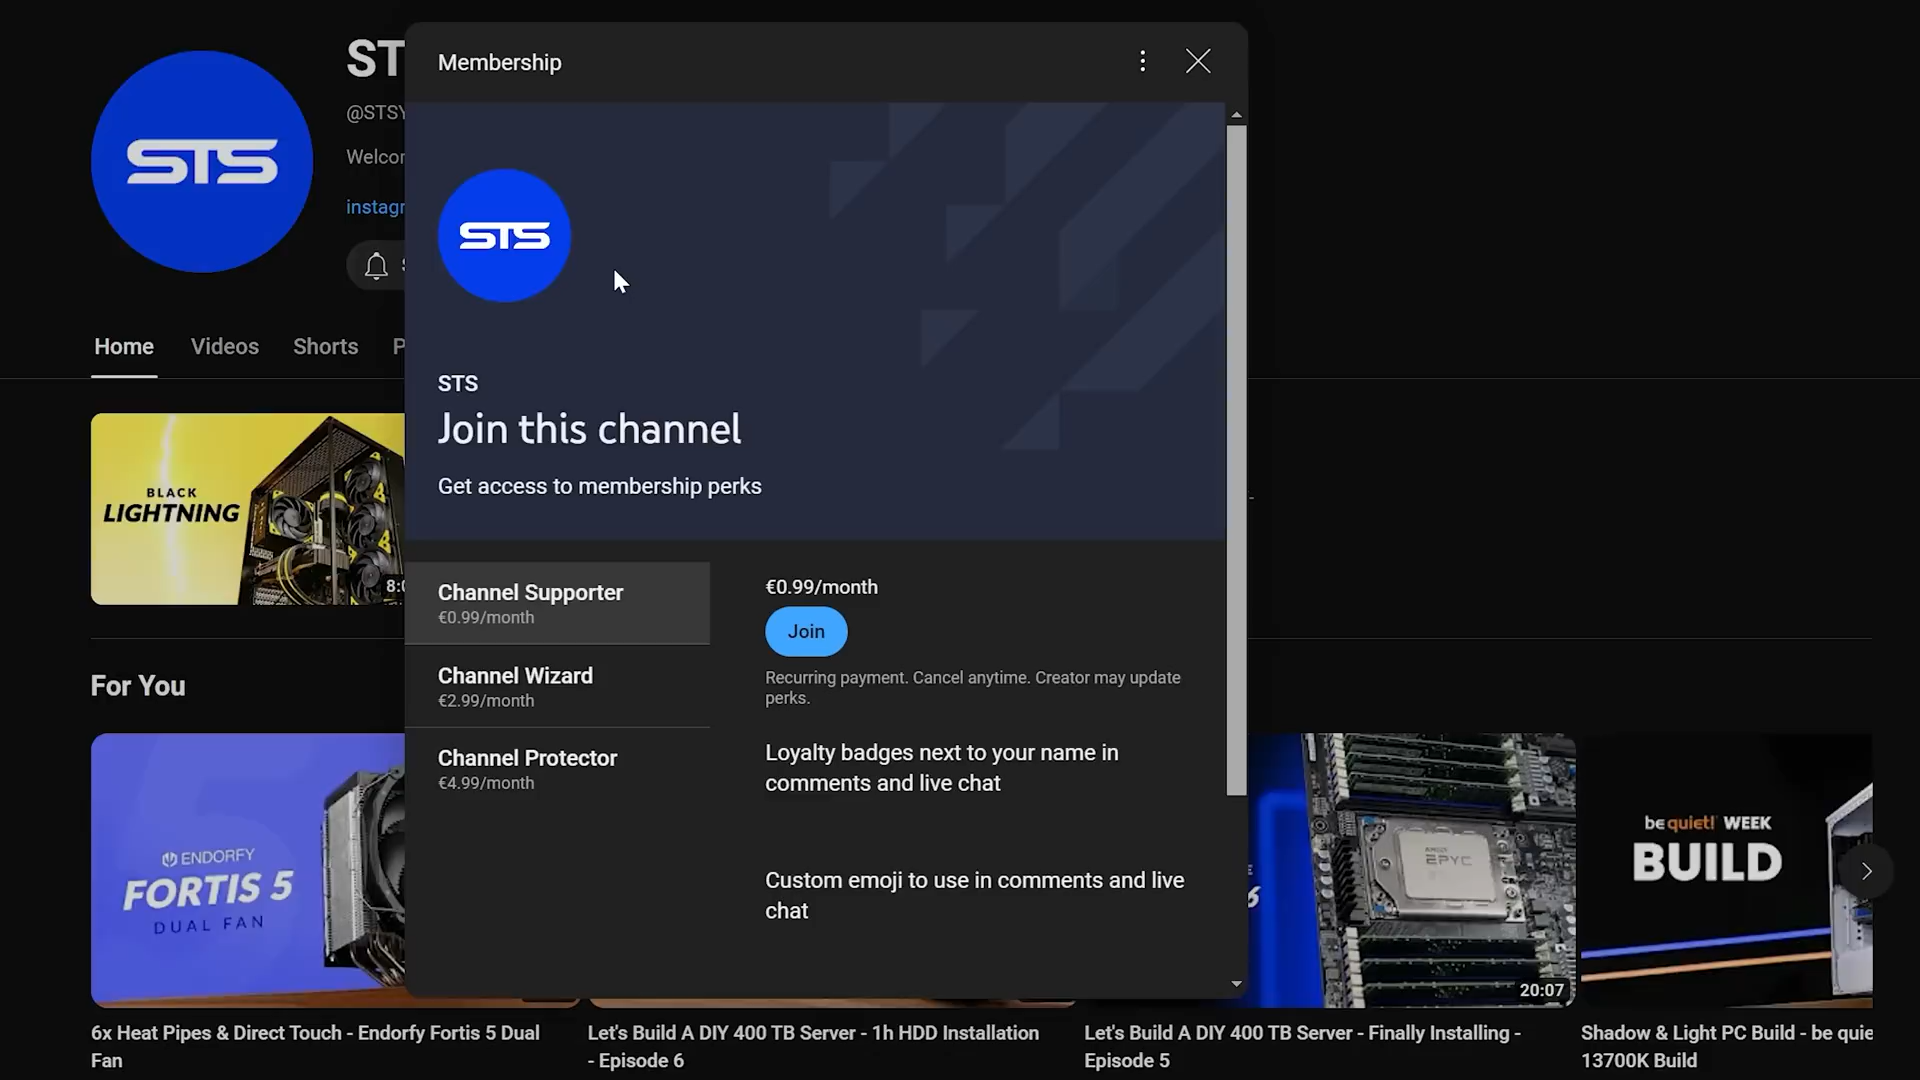 STS
ST
@STSY
Welcor
instagr
Home
Videos
Shorts
P
Membership
STS
STS
Join this channel
Get access to membership perks
Channel Supporter
€0.99/month
Channel Wizard
€2.99/month
Channel Protector
€4.99/month
€0.99/month
Join
Recurring payment. Cancel anytime. Creator may update
perks.
Loyalty badges next to your name in
comments and live chat
Custom emoji to use in comments and live
chat
BLACK
LIGHTNING
8:0
For You
ENDORFY
FORTIS 5
DUAL FAN
AMD
EPYC
20:07
be quiet! WEEK
BUILD
6x Heat Pipes & Direct Touch - Endorfy Fortis 5 Dual
Fan
Let's Build A DIY 400 TB Server - 1h HDD Installation
- Episode 6
Let's Build A DIY 400 TB Server - Finally Installing -
Episode 5
Shadow & Light PC Build - be quie
13700K Build